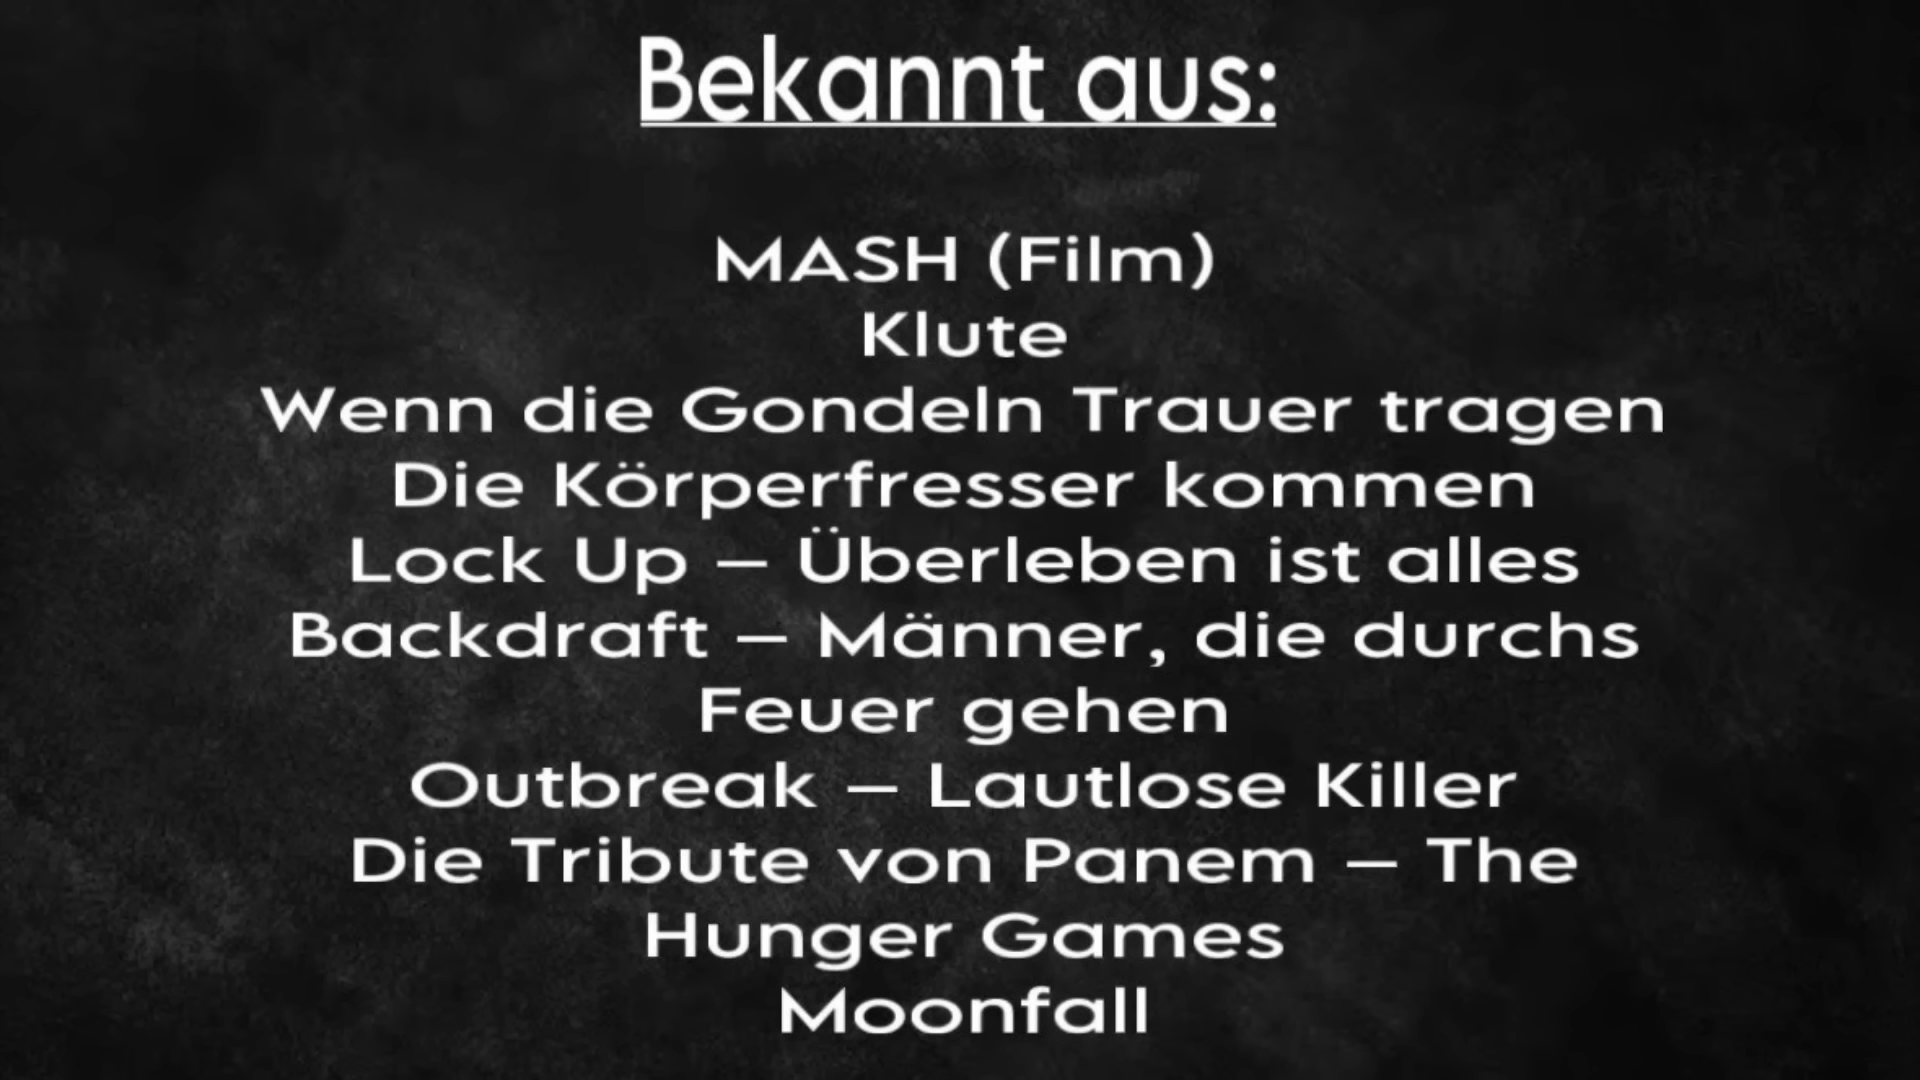 Bekannt aus:
MASH (Film)
Klute
Wenn die Gondeln Trauer tragen
Die Körperfresser kommen
Lock Up – Überleben ist alles
Backdraft – Männer, die durchs
Feuer gehen
Outbreak – Lautlose Killer
Die Tribute von Panem – The
Hunger Games
Moonfall